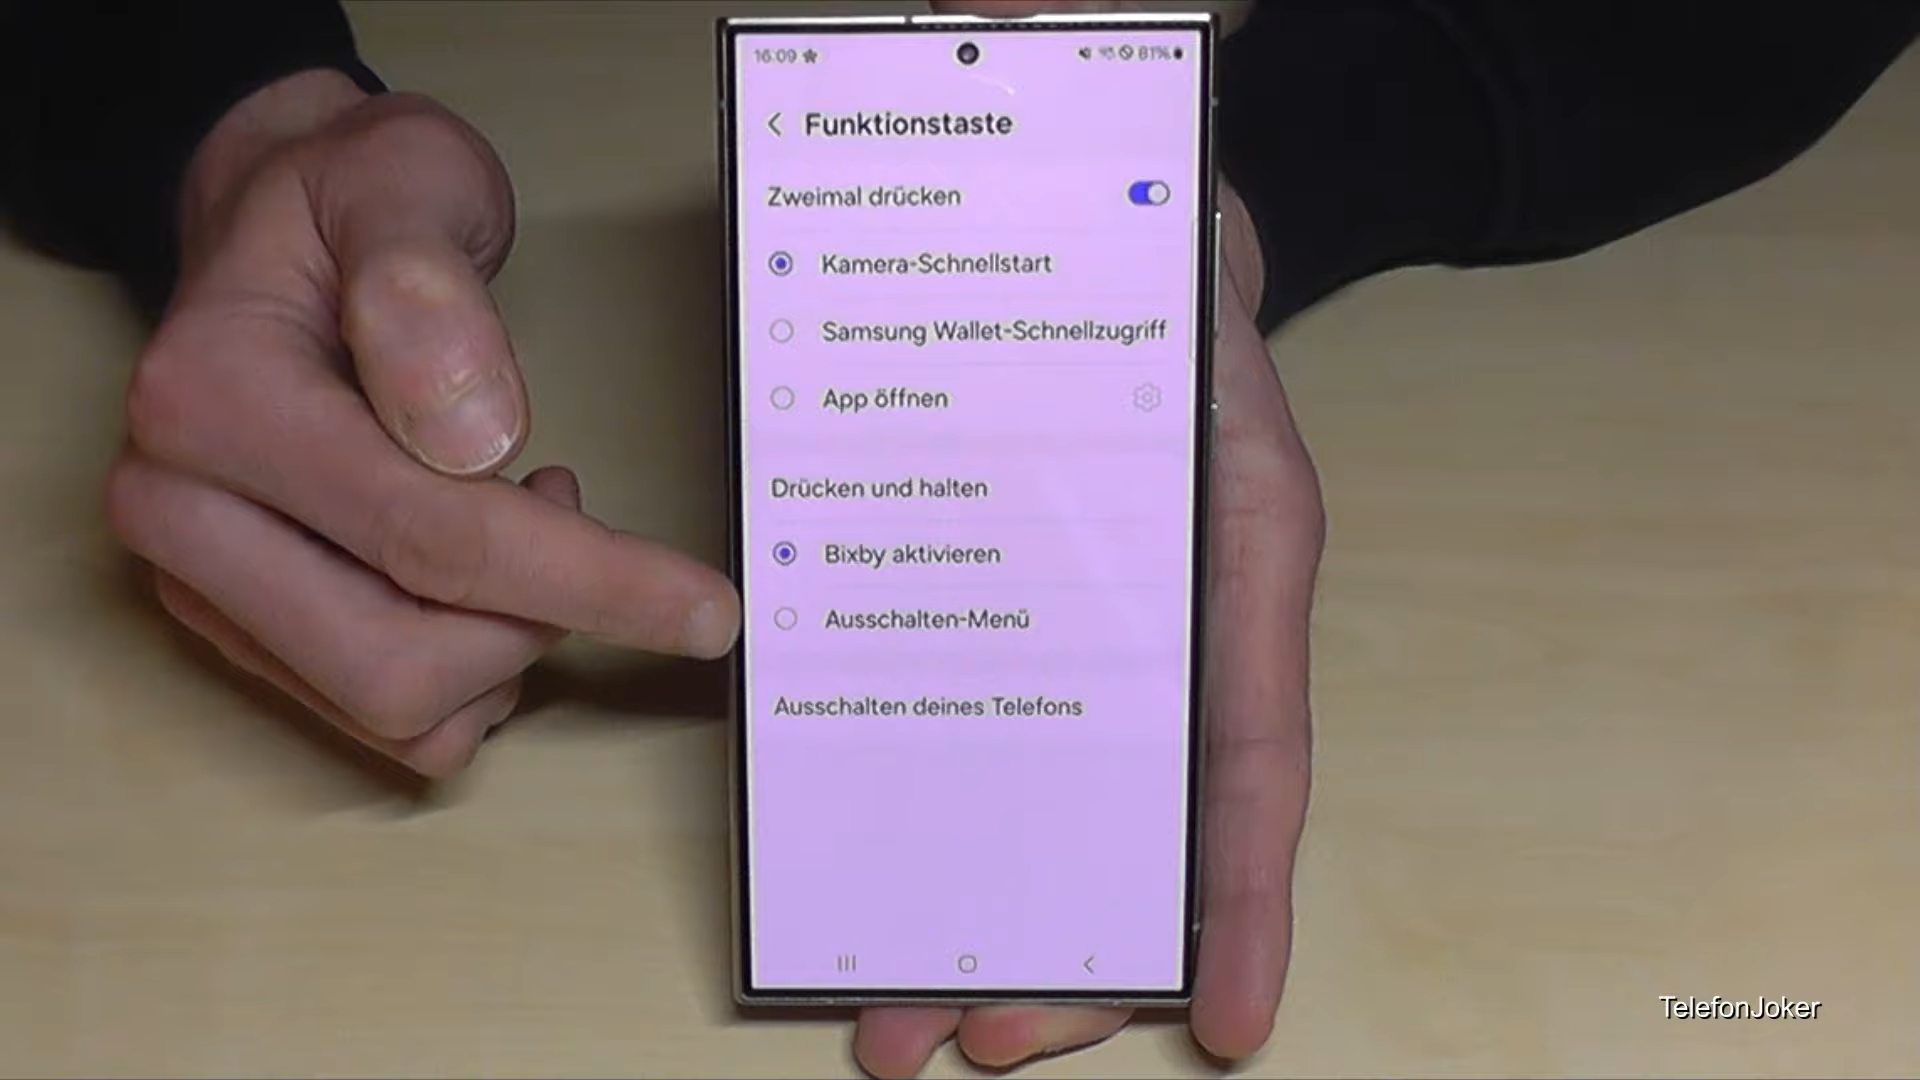 16:09
81%
Funktionstaste
Zweimal drücken
Kamera-Schnellstart
Samsung Wallet-Schnellzugriff
App öffnen
Drücken und halten
Bixby aktivieren
Ausschalten-Menü
Ausschalten deines Telefons
TelefonJoker